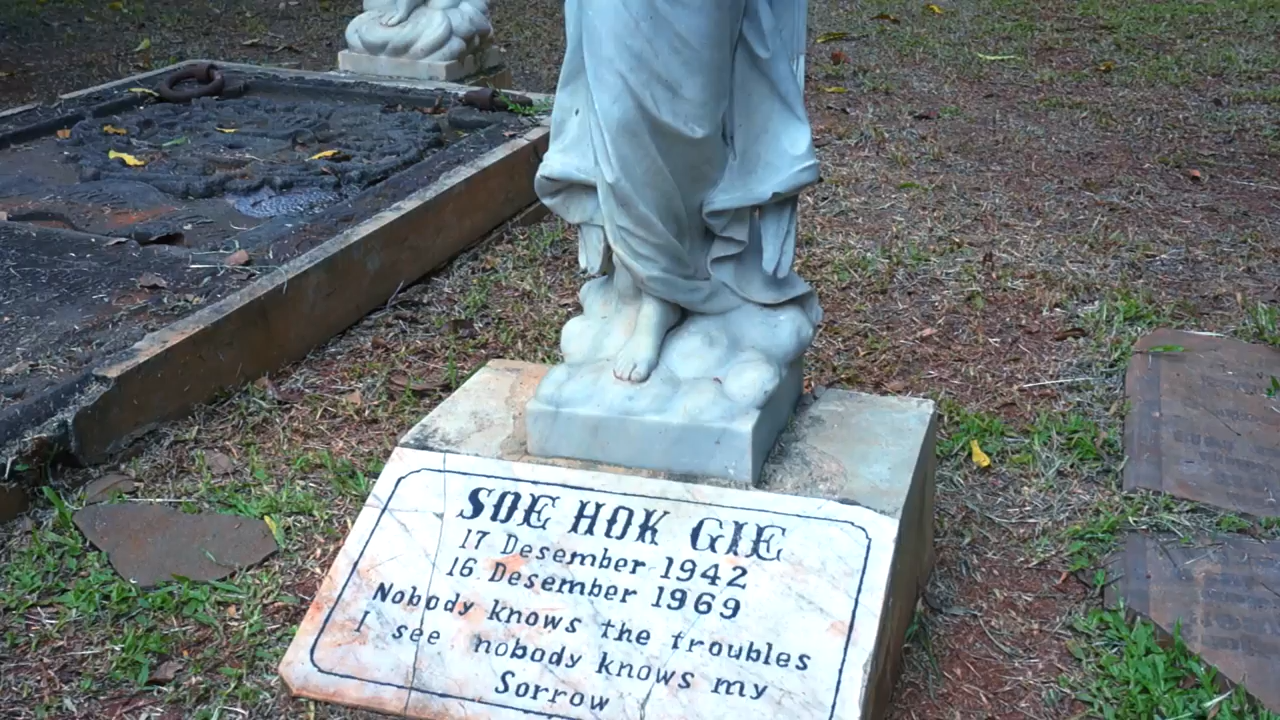 SOE HOK GIE
17 Desember 1942
16 Desember 1969
Nobody knows the troubles
I see nobody knows my
Sorrow